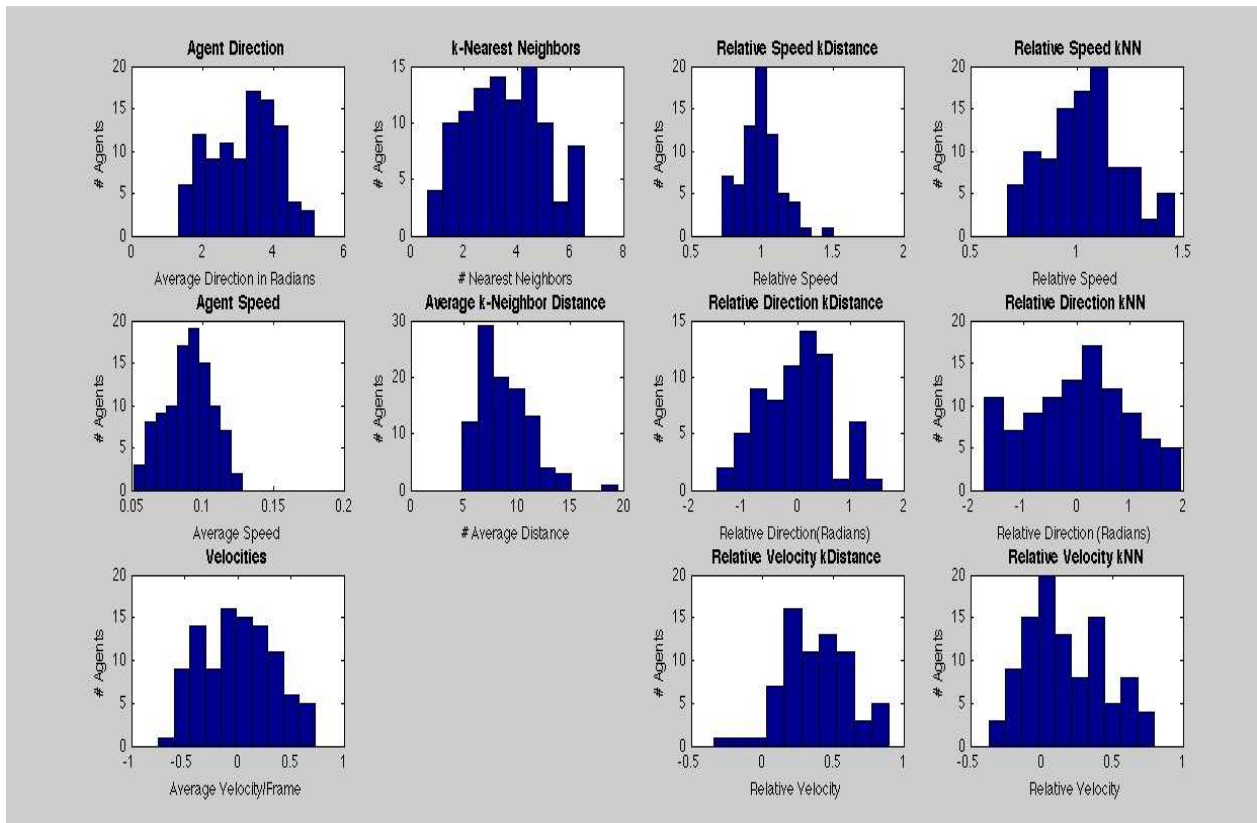 Agent Direction
20
15
10
5
0
# Agents
0 2 4 6
Average Direction in Radians
k-Nearest Neighbors
15
10
5
0
# Agents
0 2 4 6 8
# Nearest Neighbors
Relative Speed kDistance
20
15
10
5
0
# Agents
0.5 1 1.5 2
Relative Speed
Relative Speed kNN
20
15
10
5
0
# Agents
0.5 1 1.5
Relative Speed
Agent Speed
20
15
10
5
0
# Agents
0.05 0.1 0.15 0.2
Average Speed
Average k-Neighbor Distance
30
20
10
0
# Agents
0 5 10 15 20
# Average Distance
Relative Direction kDistance
15
10
5
0
# Agents
-2 -1 0 1 2
Relative Direction(Radians)
Relative Direction kNN
20
15
10
5
0
# Agents
-2 -1 0 1 2
Relative Direction (Radians)
Velocities
20
15
10
5
0
# Agents
-1 -0.5 0 0.5 1
Average Velocity/Frame
Relative Velocity kDistance
20
15
10
5
0
# Agents
-0.5 0 0.5 1
Relative Velocity
Relative Velocity kNN
20
15
10
5
0
# Agents
-0.5 0 0.5 1
Relative Velocity